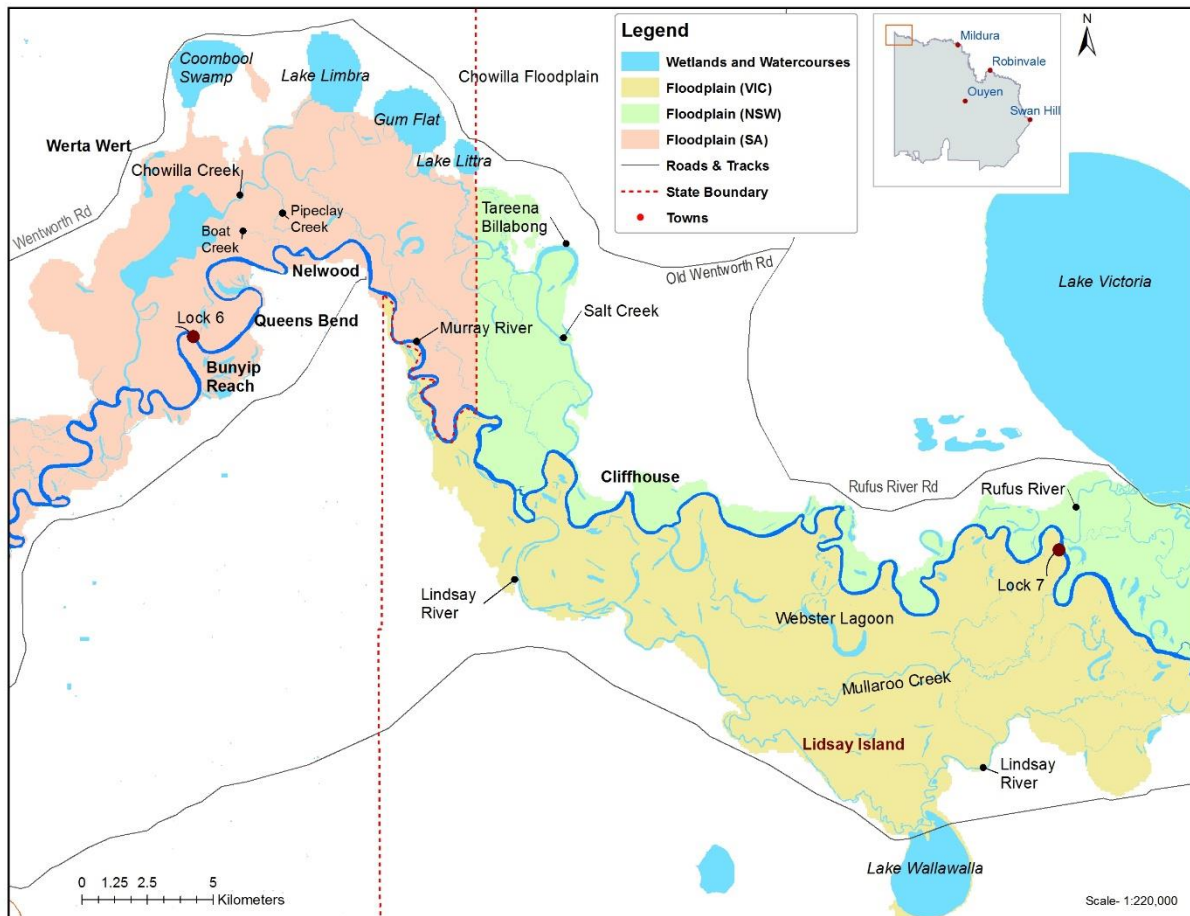 Coombool
Swamp
Lake Limbra
Chowilla Floodplain
Gum Flat
Werta Wert
Lake Littra
Chowilla Creek
Wentworth Rd
Boat
Creek
Pipeclay
Creek
Nelwood
Lock 6
Queens Bend
Bunyip
Reach
Murray River
Tareena
Billabong
Salt Creek
Old Wentworth Rd
Legend
Wetlands and Watercourses
Floodplain (VIC)
Floodplain (NSW)
Floodplain (SA)
Roads & Tracks
State Boundary
Towns
Mildura
Robinvale
Ouyen
Swan Hill
N
Lake Victoria
Cliffhouse
Rufus River Rd
Rufus River
Lock 7
Lindsay
River
Webster Lagoon
Mullaroo Creek
Lidsay Island
Lindsay
River
Lake Wallawalla
0 1.25 2.5 5
Kilometers
Scale- 1:220,000